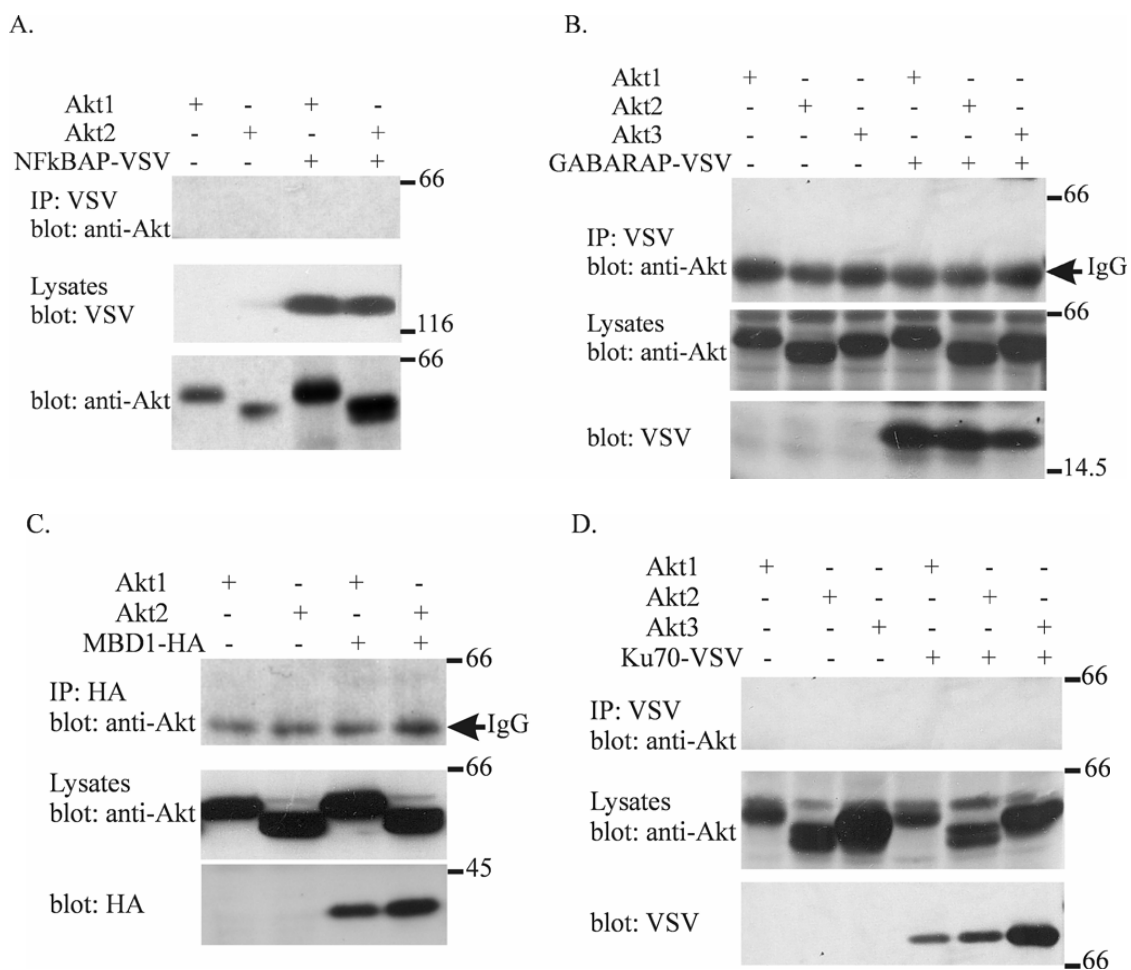 A.
Akt1 + - + -
Akt2 - + - +
NFkBAP-VSV - - + +
66
IP: VSV
blot: anti-Akt
Lysates
blot: VSV
116
66
blot: anti-Akt
B.
Akt1 + - - + - -
Akt2 - + - - + -
Akt3 - - + - - +
GABARAP-VSV - - - + + +
66
IP: VSV
blot: anti-Akt
IgG
66
Lysates
blot: anti-Akt
blot: VSV
14.5
C.
Akt1 + - + -
Akt2 - + - +
MBD1-HA - - + +
66
IP: HA
blot: anti-Akt
IgG
66
Lysates
blot: anti-Akt
45
blot: HA
D.
Akt1 + - - + - -
Akt2 - + - - + -
Akt3 - - + - - +
Ku70-VSV - - - + + +
66
IP: VSV
blot: anti-Akt
66
Lysates
blot: anti-Akt
blot: VSV
66